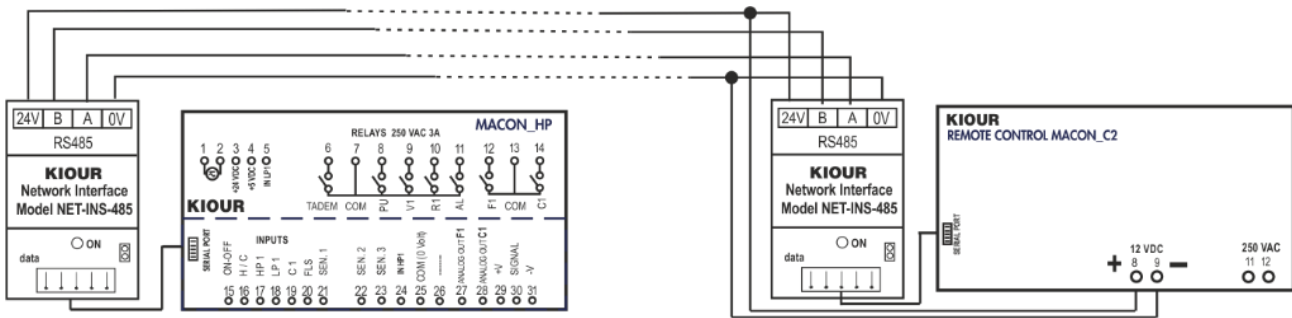 24V B A 0V
RS485
KIOUR
Network Interface
Model NET-INS-485
ON
data
MACON_HP
RELAYS 250 VAC 3A
1 2 3 4 5 6 7 8 9 10 11 12 13 14
+24 VDC
+5 VDC
IN LP1
TADEM COM PU V1 R1 AL F1 COM C1
KIOUR
SERIAL PORT
INPUTS
ON-OFF
H / C
HP 1
LP 1
C 1
FLS
SEN. 1
SEN. 2
SEN. 3
IN HP1
COM (0 Volt)
--------
ANALOG OUT F1
ANALOG OUT C1
+V
SIGNAL
-V
15 16 17 18 19 20 21 22 23 24 25 26 27 28 29 30 31
24V B A 0V
RS485
KIOUR
Network Interface
Model NET-INS-485
ON
data
KIOUR
REMOTE CONTROL MACON_C2
SERIAL PORT
12 VDC
+ 8 9 −
250 VAC
11 12